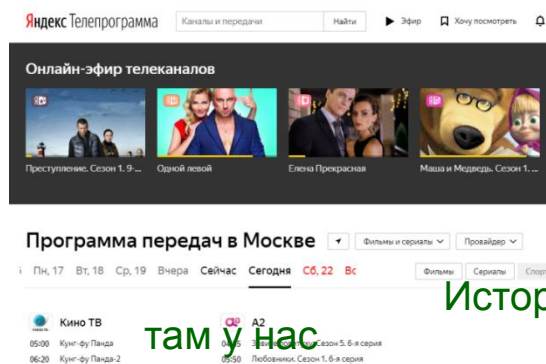 Яндекс Телепрограмма Каналы и передачи Найти Эфир Хочу посмотреть
Онлайн-эфир телеканалов
Преступление. Сезон 1. 9-... Одной левой Елена Прекрасная Маша и Медведь. Сезон 1. ...
Программа передач в Москве Фильмы и сериалы Провайдер
Пн, 17 Вт, 18 Ср, 19 Вчера Сейчас Сегодня Сб, 22 Вс Фильмы Сериалы Спорт
Истор
Кино ТВ A2
там у нас
05:00 Кунг-фу Панда Сезон 5. 6-я серия
06:20 Кунг-фу Панда-2 05:50 Любовники. Сезон 1. 6-я серия